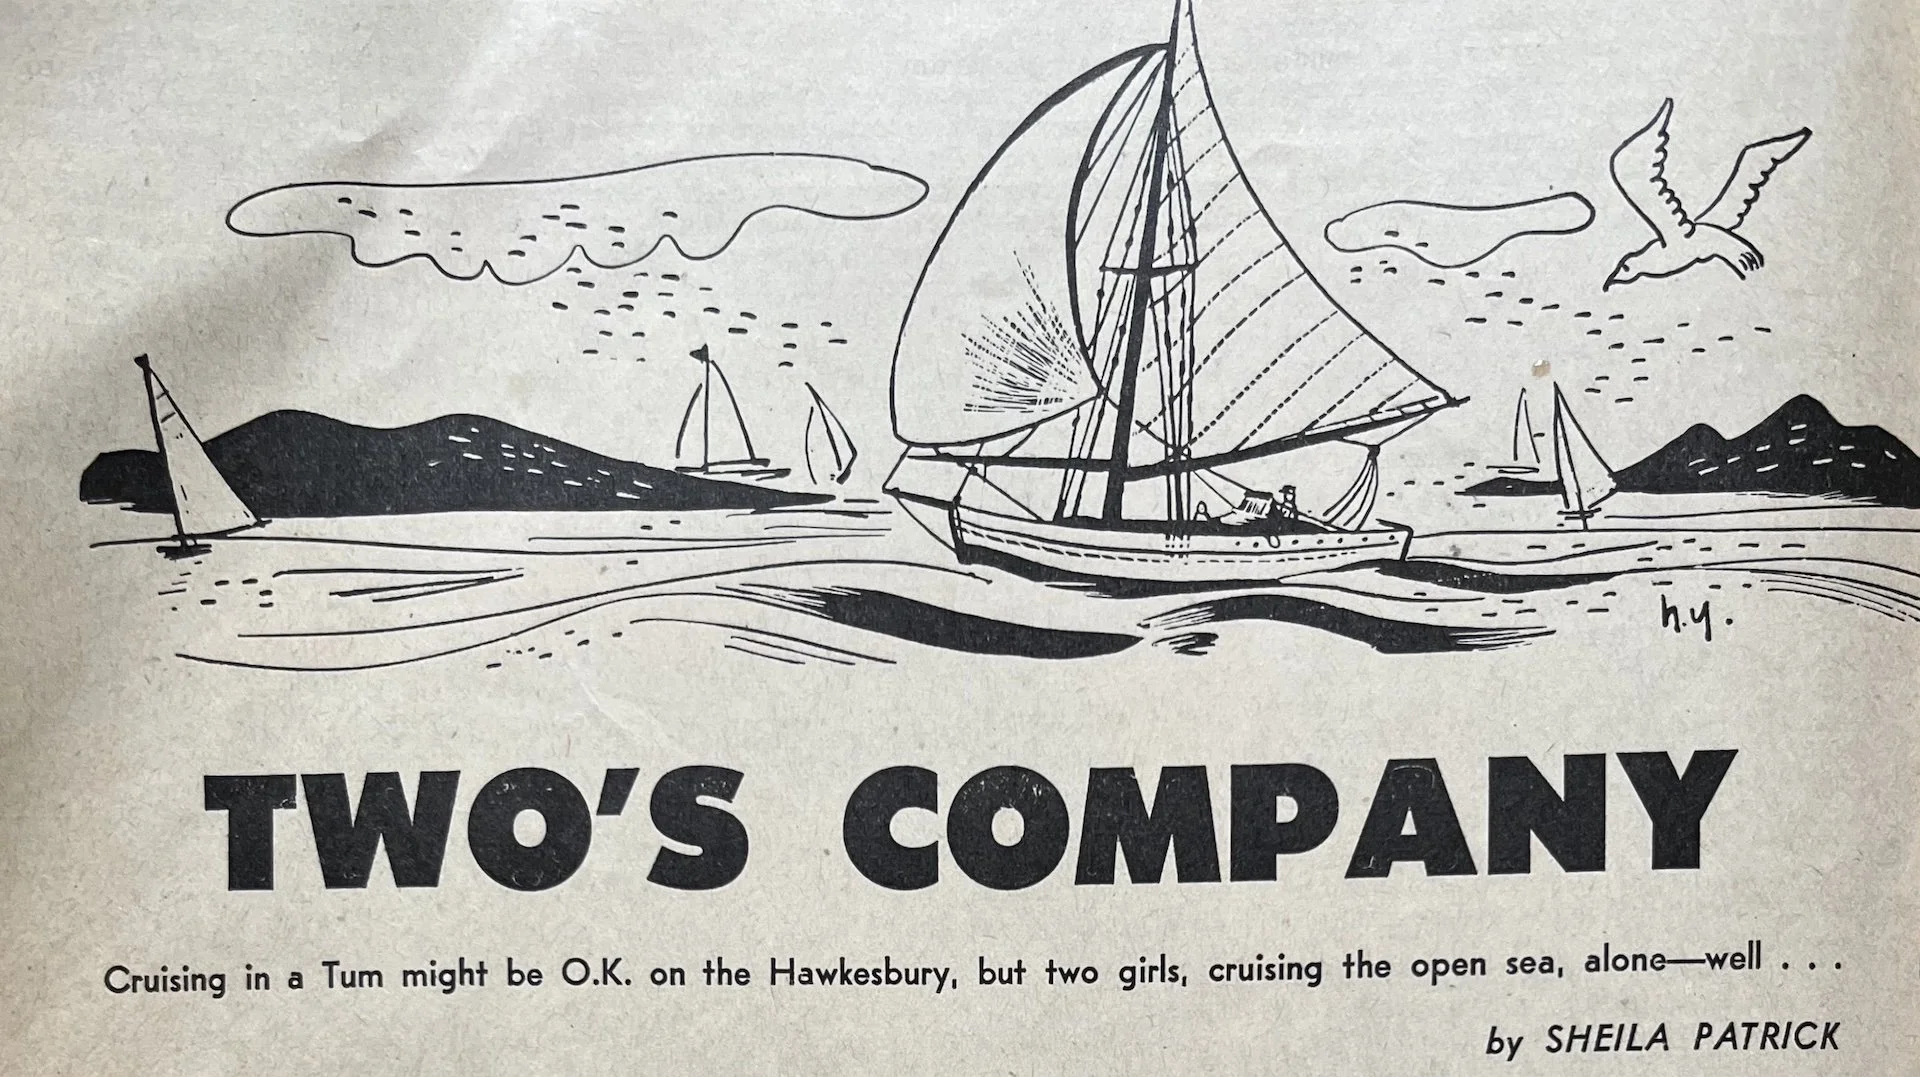 h.y.
TWO'S COMPANY
Cruising in a Tum might be O.K. on the Hawkesbury, but two girls, cruising the open sea, alone—well . . .
by SHEILA PATRICK